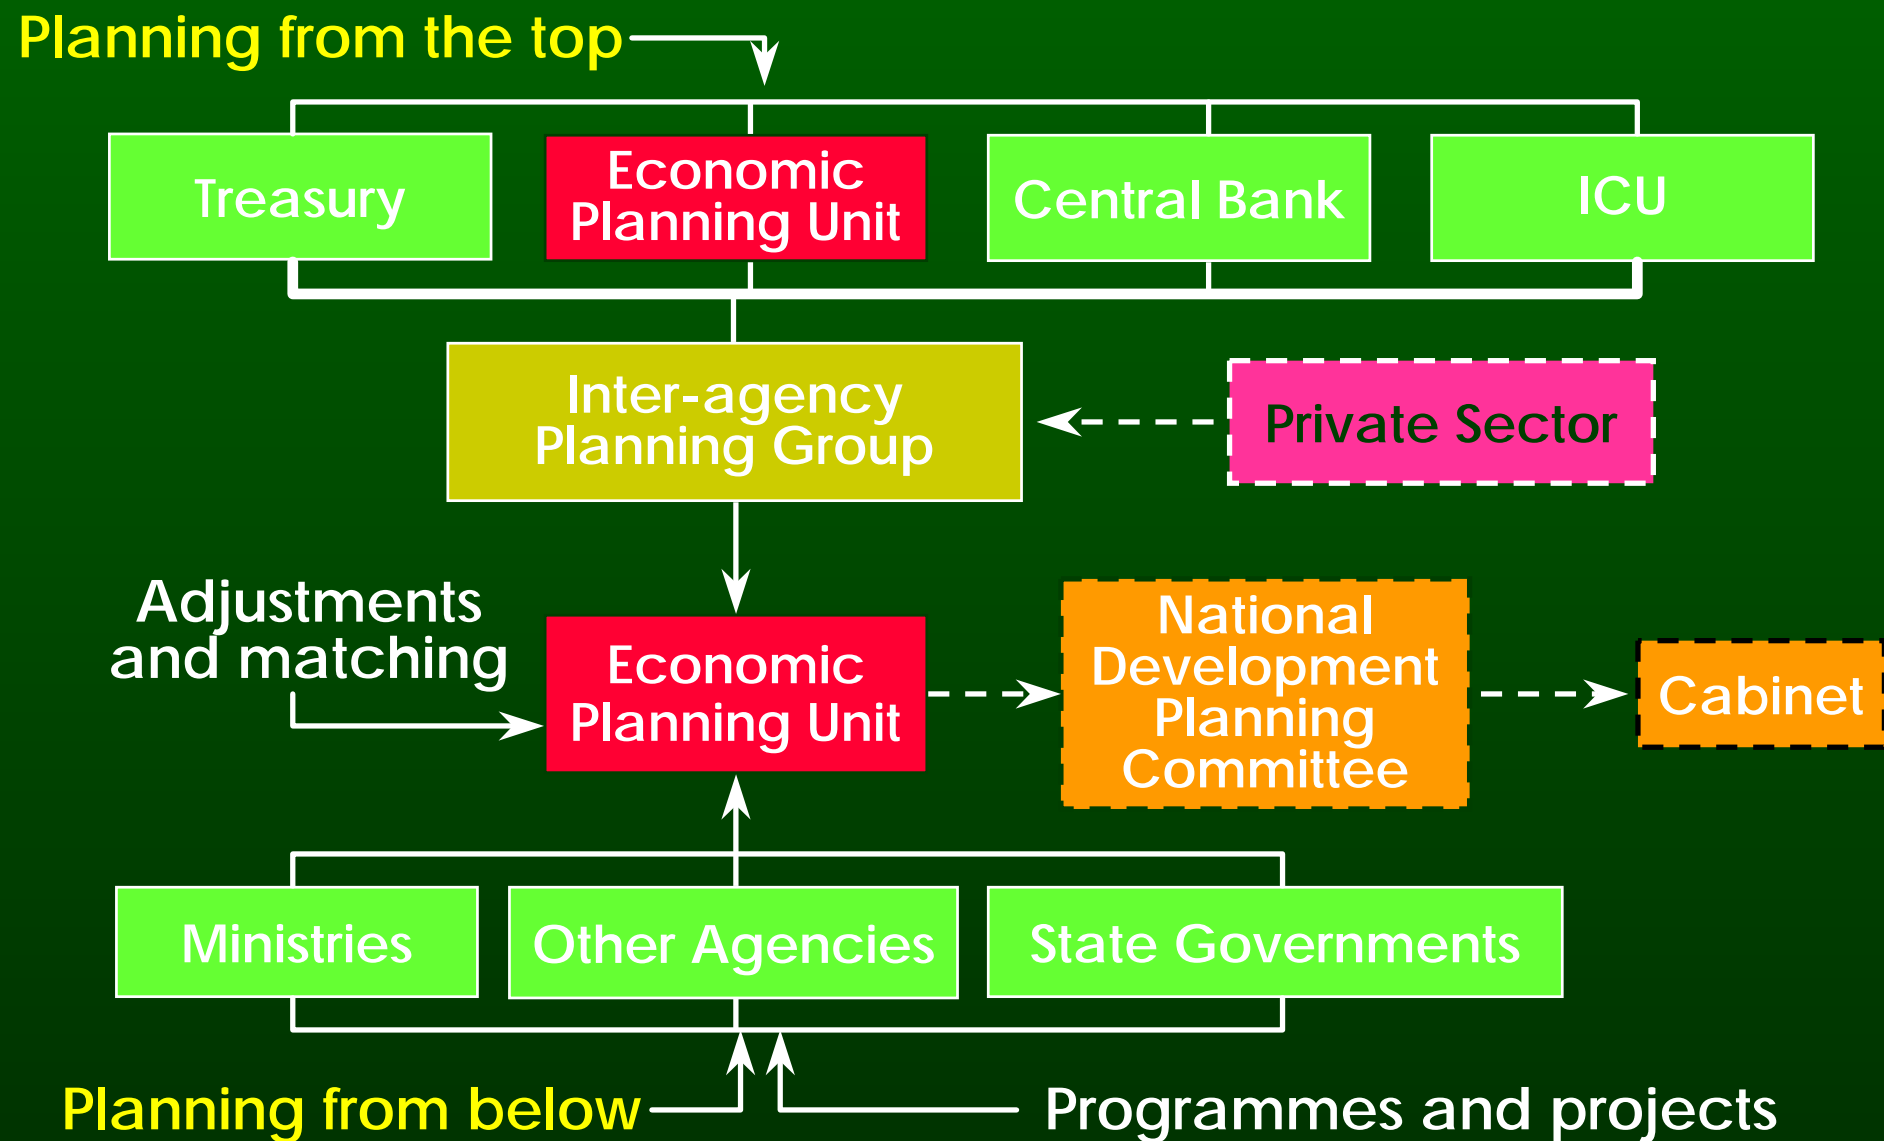 Planning from the top
Treasury
Economic
Planning Unit
Central Bank
ICU
Inter-agency
Planning Group
Private Sector
Adjustments
and matching
Economic
Planning Unit
National
Development
Planning
Committee
Cabinet
Ministries
Other Agencies
State Governments
Planning from below
Programmes and projects